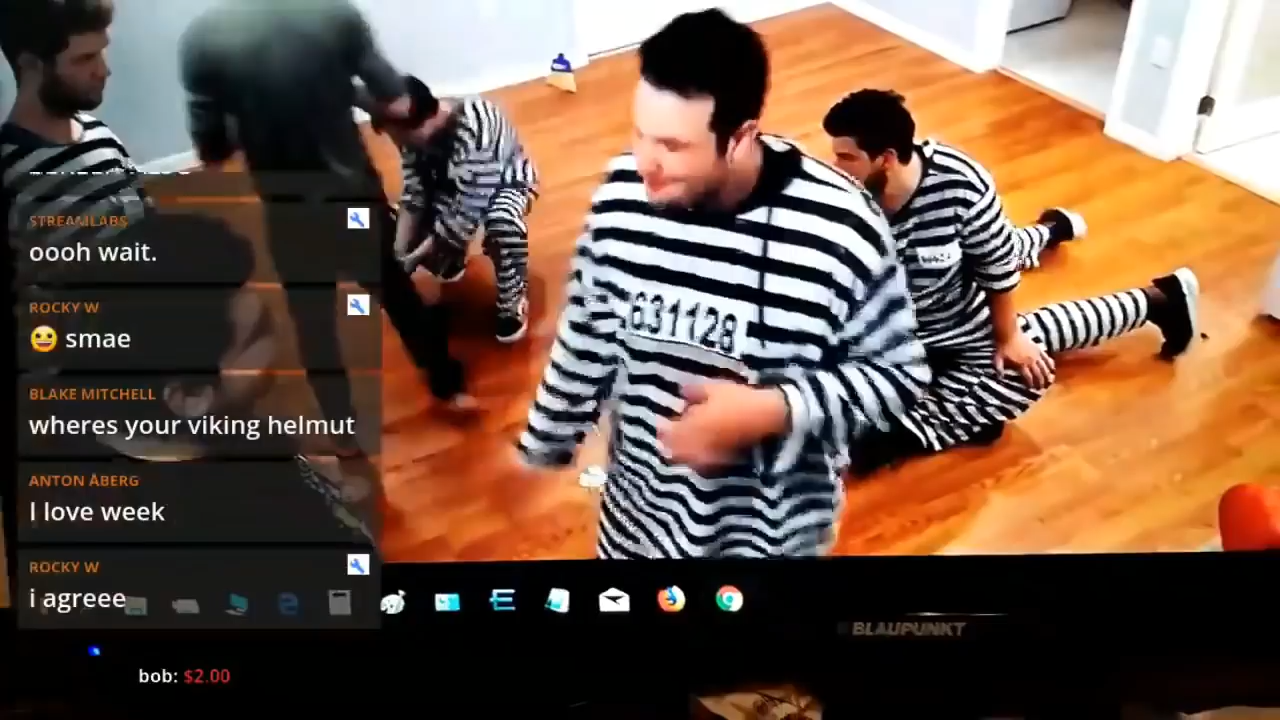 STREAMLABS
oooh wait.
ROCKY W
😆 smae
BLAKE MITCHELL
wheres your viking helmut
ANTON ÅBERG
I love week
ROCKY W
i agreee
631128
BLAUPUNKT
bob: $2.00